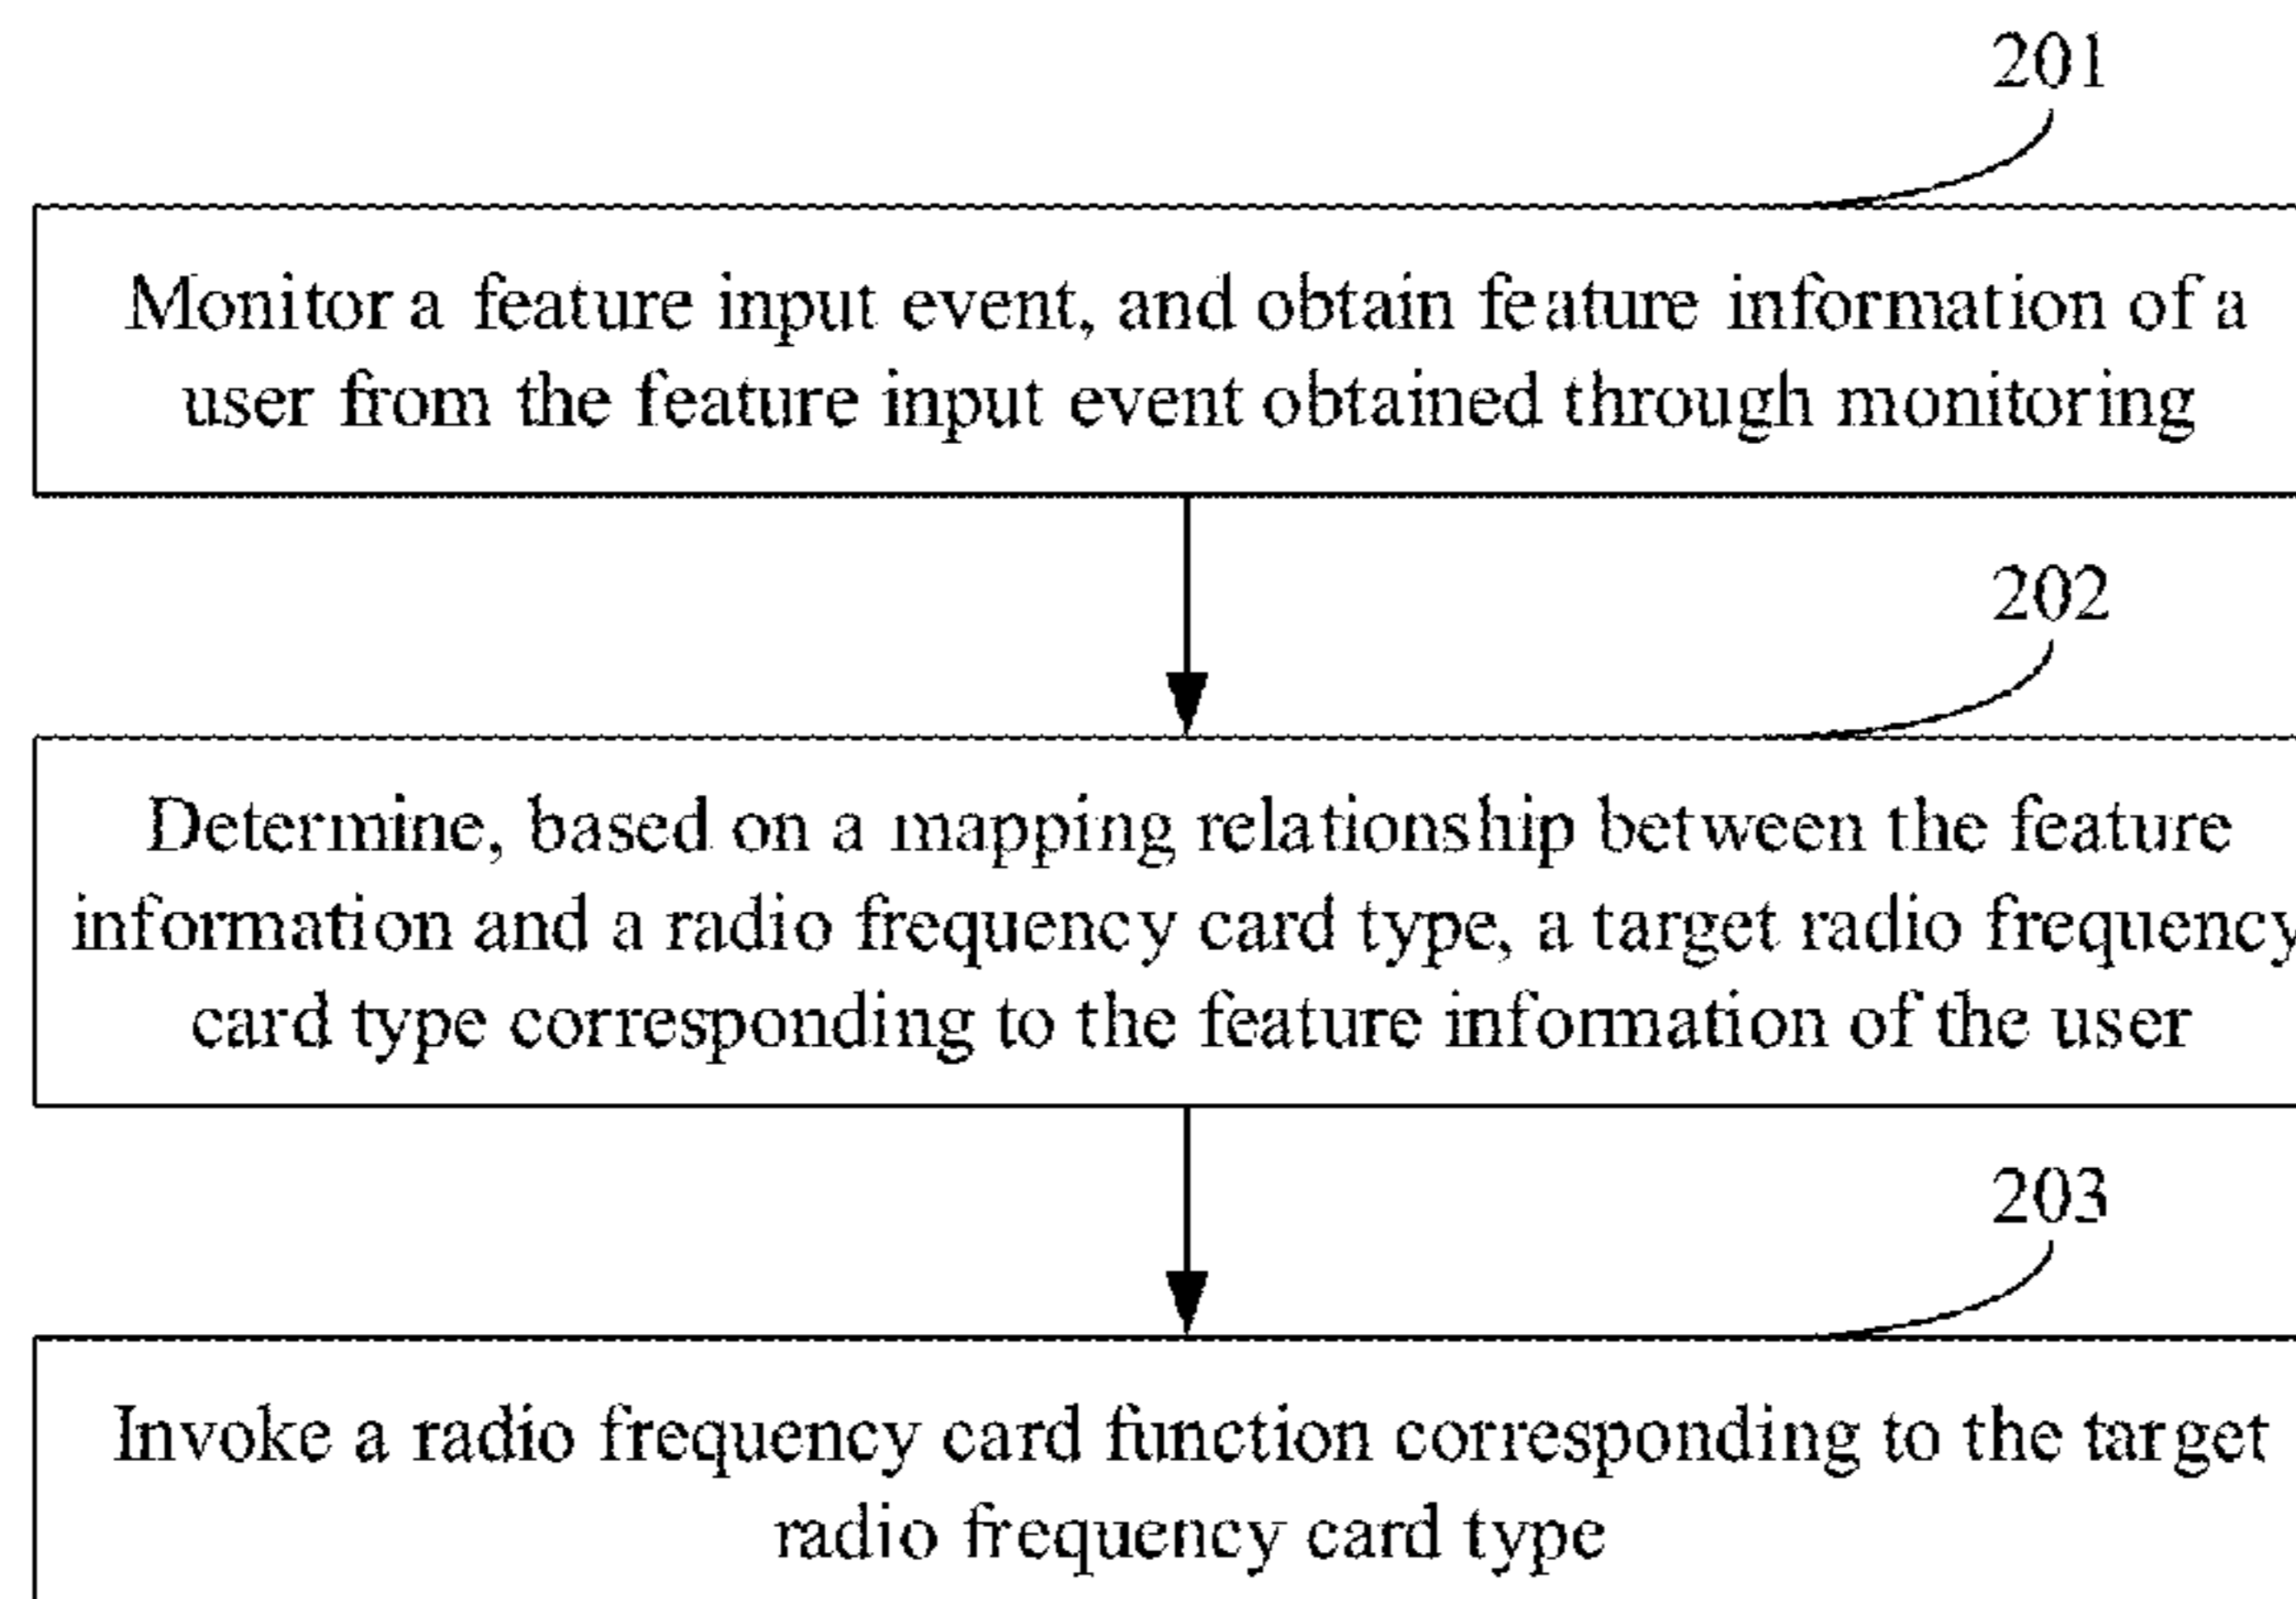 201
Monitor a feature input event, and obtain feature information of a
user from the feature input event obtained through monitoring
202
Determine, based on a mapping relationship between the feature
information and a radio frequency card type, a target radio frequency
card type corresponding to the feature information of the user
203
Invoke a radio frequency card function corresponding to the target
radio frequency card type